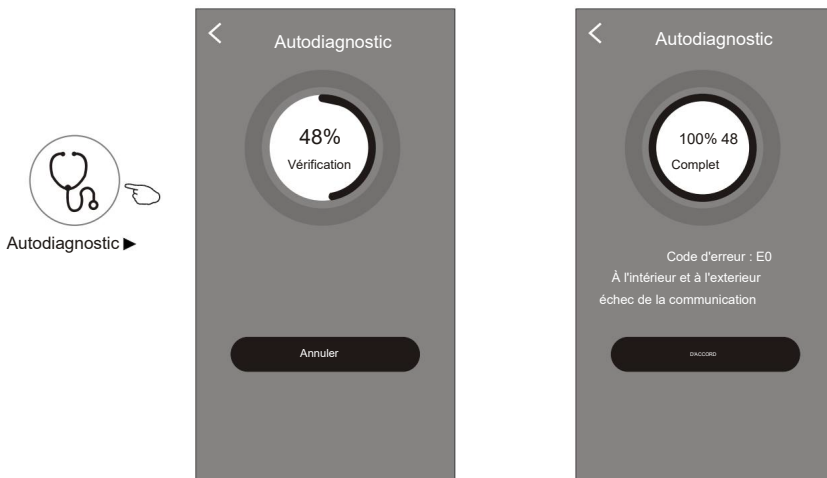 Autodiagnostic ►
Autodiagnostic
48%
Vérification
Annuler
Autodiagnostic
100% 48
Complet
Code d'erreur : E0
À l'intérieur et à l'exterieur
échec de la communication
D'ACCORD